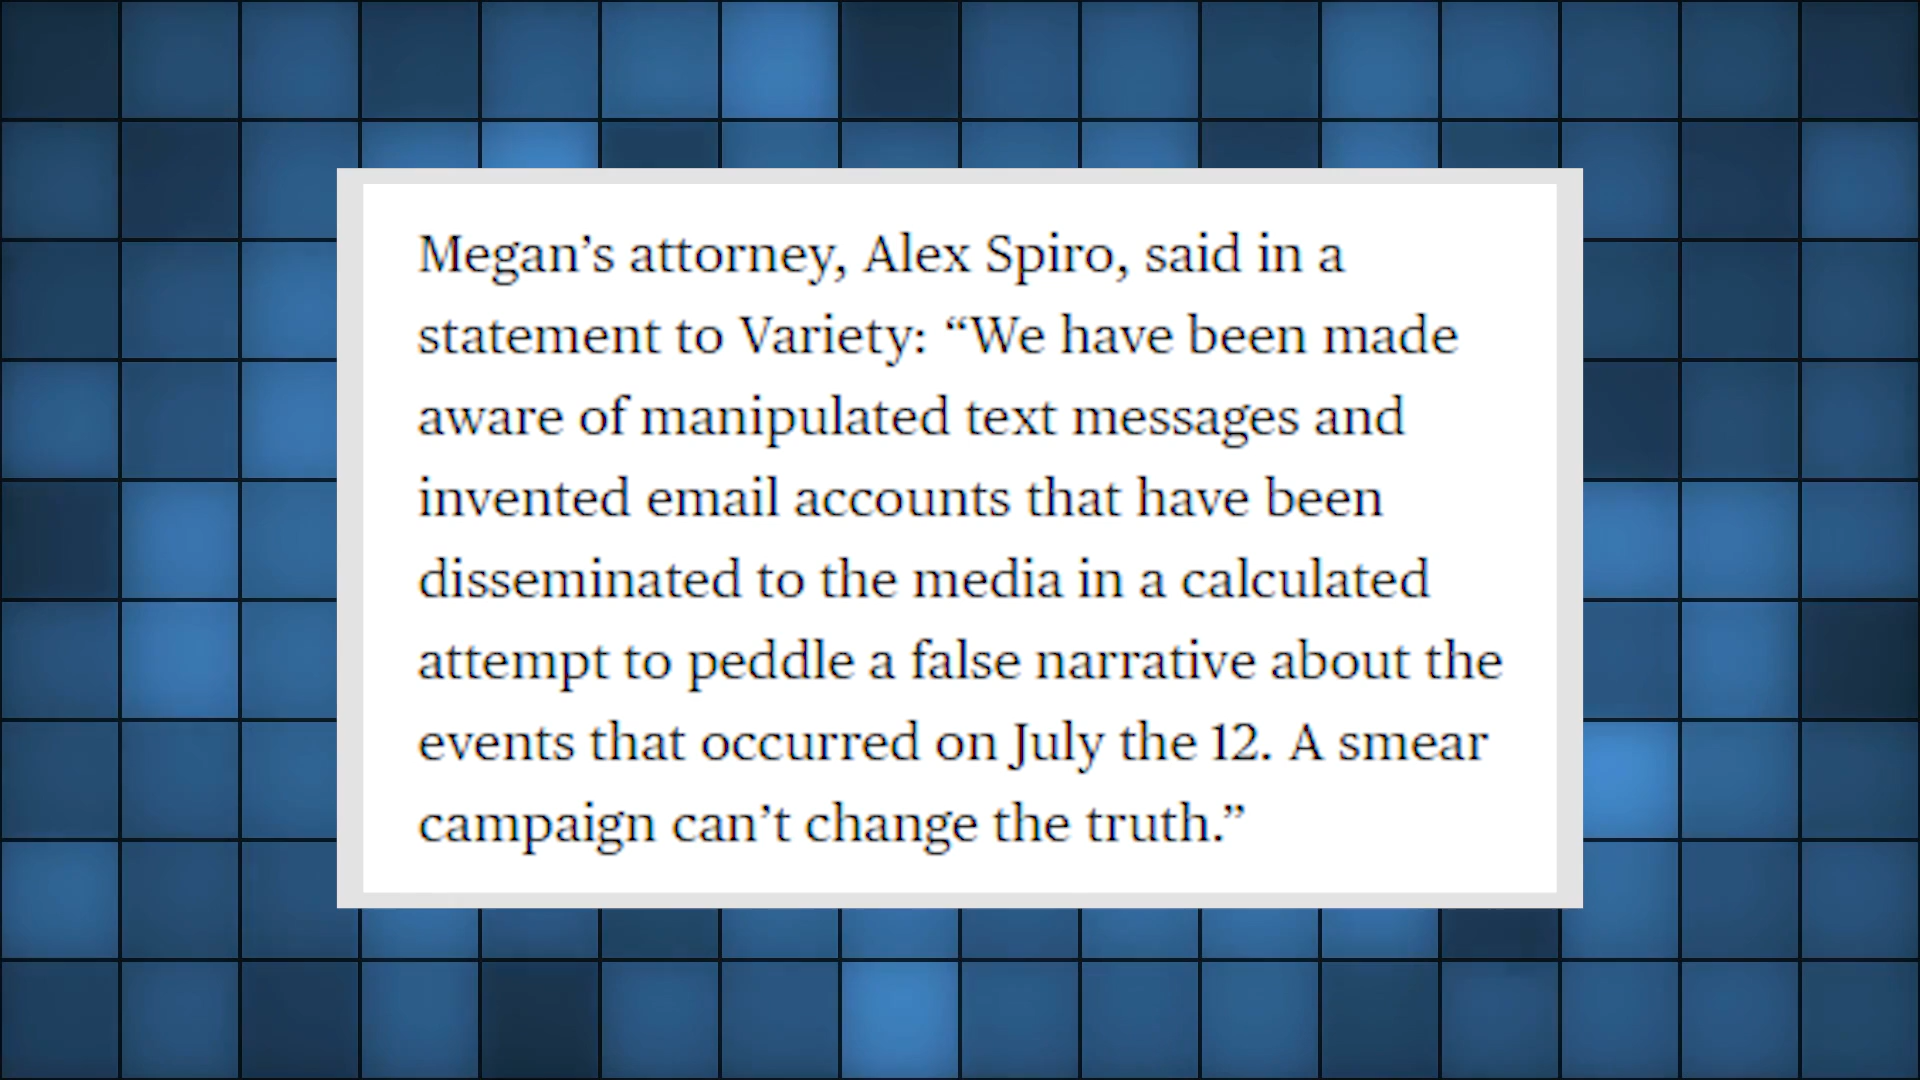 Megan’s attorney, Alex Spiro, said in a
statement to Variety: “We have been made
aware of manipulated text messages and
invented email accounts that have been
disseminated to the media in a calculated
attempt to peddle a false narrative about the
events that occurred on July the 12. A smear
campaign can’t change the truth.”